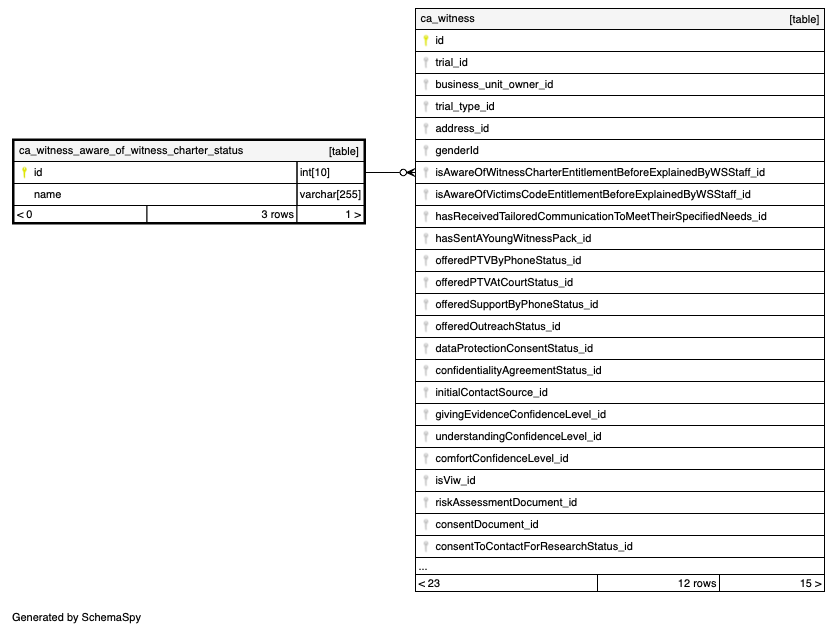 ca_witness_aware_of_witness_charter_status [table]
id int[10]
name varchar[255]
< 0 3 rows 1 >
ca_witness [table]
id
trial_id
business_unit_owner_id
trial_type_id
address_id
genderId
isAwareOfWitnessCharterEntitlementBeforeExplainedByWSStaff_id
isAwareOfVictimsCodeEntitlementBeforeExplainedByWSStaff_id
hasReceivedTailoredCommunicationToMeetTheirSpecifiedNeeds_id
hasSentAYoungWitnessPack_id
offeredPTVByPhoneStatus_id
offeredPTVAtCourtStatus_id
offeredSupportByPhoneStatus_id
offeredOutreachStatus_id
dataProtectionConsentStatus_id
confidentialityAgreementStatus_id
initialContactSource_id
givingEvidenceConfidenceLevel_id
understandingConfidenceLevel_id
comfortConfidenceLevel_id
isViw_id
riskAssessmentDocument_id
consentDocument_id
consentToContactForResearchStatus_id
...
< 23 12 rows 15 >
Generated by SchemaSpy